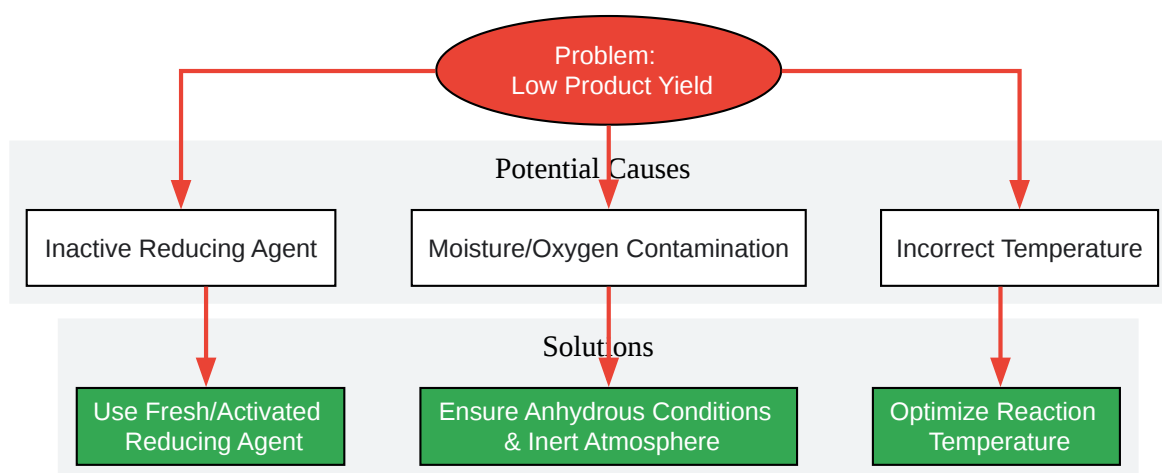 Problem:
Low Product Yield
Potential Causes
Inactive Reducing Agent
Moisture/Oxygen Contamination
Incorrect Temperature
Solutions
Use Fresh/Activated
Reducing Agent
Ensure Anhydrous Conditions
& Inert Atmosphere
Optimize Reaction
Temperature